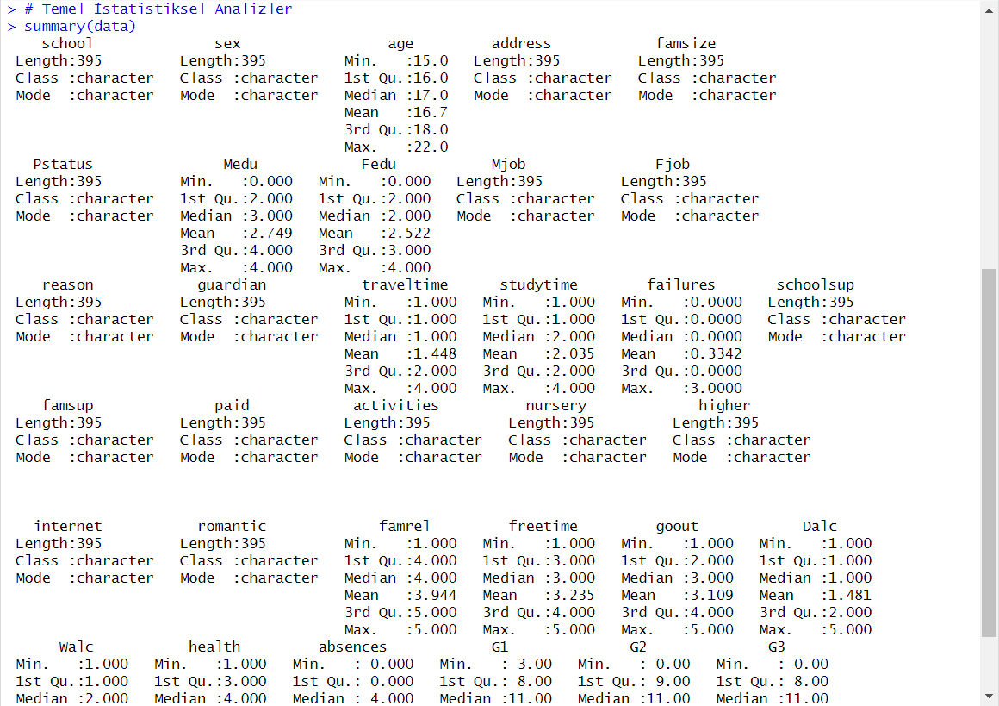 > # Temel İstatistiksel Analizler
> summary(data)
    school              sex                 age         address            famsize
 Length:395         Length:395         Min.   :15.0   Length:395         Length:395
 Class :character   Class :character   1st Qu.:16.0   Class :character   Class :character
 Mode  :character   Mode  :character   Median :17.0   Mode  :character   Mode  :character
                                       Mean   :16.7
                                       3rd Qu.:18.0
                                       Max.   :22.0
   Pstatus               Medu            Fedu           Mjob               Fjob
 Length:395         Min.   :0.000   Min.   :0.000   Length:395         Length:395
 Class :character   1st Qu.:2.000   1st Qu.:2.000   Class :character   Class :character
 Mode  :character   Median :3.000   Median :2.000   Mode  :character   Mode  :character
                    Mean   :2.749   Mean   :2.522
                    3rd Qu.:4.000   3rd Qu.:3.000
                    Max.   :4.000   Max.   :4.000
    reason            guardian           traveltime      studytime        failures       schoolsup
 Length:395         Length:395         Min.   :1.000   Min.   :1.000   Min.   :0.0000   Length:395
 Class :character   Class :character   1st Qu.:1.000   1st Qu.:1.000   1st Qu.:0.0000   Class :character
 Mode  :character   Mode  :character   Median :1.000   Median :2.000   Median :0.0000   Mode  :character
                                       Mean   :1.448   Mean   :2.035   Mean   :0.3342
                                       3rd Qu.:2.000   3rd Qu.:2.000   3rd Qu.:0.0000
                                       Max.   :4.000   Max.   :4.000   Max.   :3.0000
    famsup              paid            activities          nursery             higher
 Length:395         Length:395         Length:395         Length:395         Length:395
 Class :character   Class :character   Class :character   Class :character   Class :character
 Mode  :character   Mode  :character   Mode  :character   Mode  :character   Mode  :character
   internet           romantic             famrel         freetime         goout            Dalc
 Length:395         Length:395         Min.   :1.000   Min.   :1.000   Min.   :1.000   Min.   :1.000
 Class :character   Class :character   1st Qu.:4.000   1st Qu.:3.000   1st Qu.:2.000   1st Qu.:1.000
 Mode  :character   Mode  :character   Median :4.000   Median :3.000   Median :3.000   Median :1.000
                                       Mean   :3.944   Mean   :3.235   Mean   :3.109   Mean   :1.481
                                       3rd Qu.:5.000   3rd Qu.:4.000   3rd Qu.:4.000   3rd Qu.:2.000
                                       Max.   :5.000   Max.   :5.000   Max.   :5.000   Max.   :5.000
      Walc           health         absences            G1              G2              G3
 Min.   :1.000   Min.   :1.000   Min.   : 0.000   Min.   : 3.00   Min.   : 0.00   Min.   : 0.00
 1st Qu.:1.000   1st Qu.:3.000   1st Qu.: 0.000   1st Qu.: 8.00   1st Qu.: 9.00   1st Qu.: 8.00
 Median :2.000   Median :4.000   Median : 4.000   Median :11.00   Median :11.00   Median :11.00